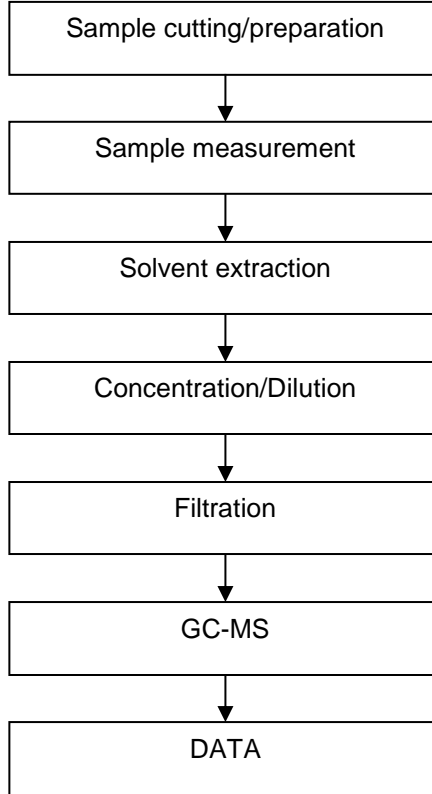 Sample cutting/preparation
Sample measurement
Solvent extraction
Concentration/Dilution
Filtration
GC-MS
DATA